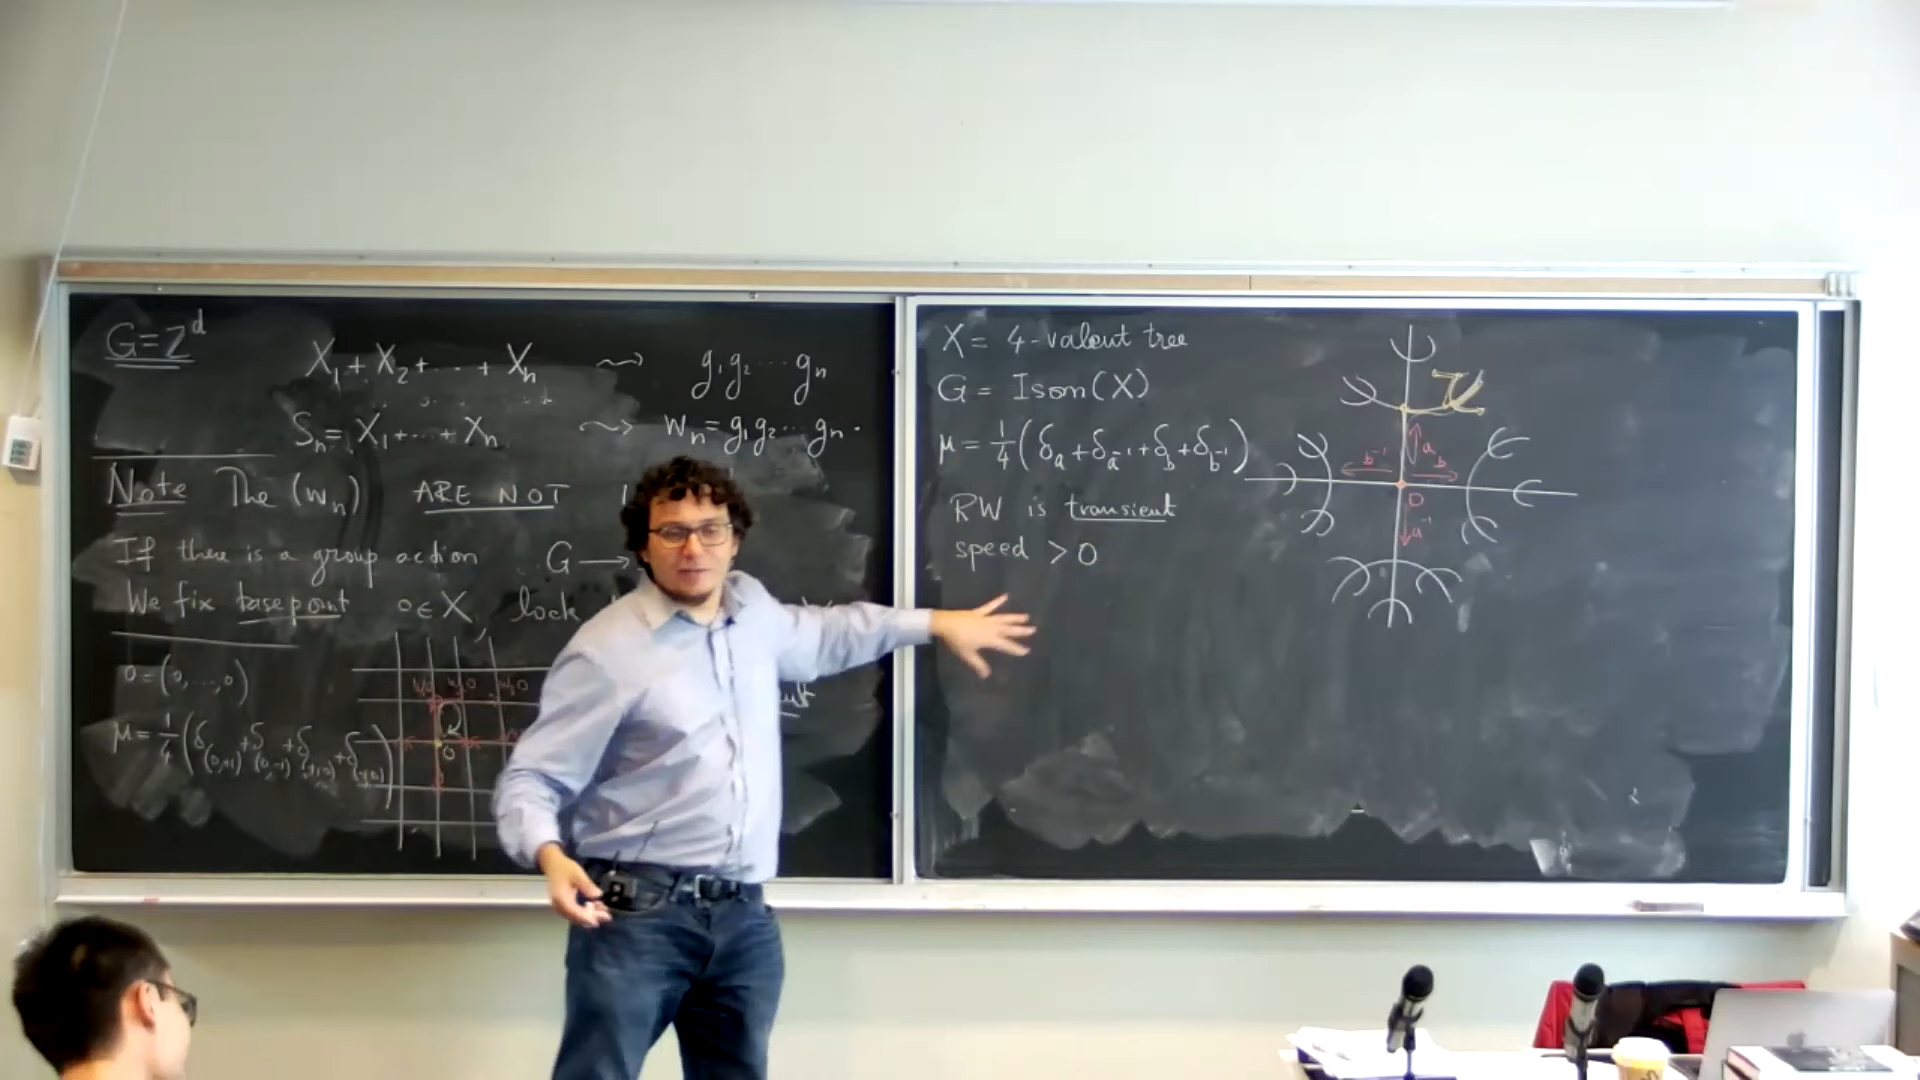 G=Z^d
X_1 + X_2 + ... + X_n ⇝ g_1 g_2 ... g_n
S_n = X_1 + ... + X_n ⇝ w_n = g_1 g_2 ... g_n .
Note The (w_n) ARE NOT
If there is a group action G →
We fix basepoint o ∈ X, look
0 = (0,...,0)
μ = 1/4 (δ_(0,+1) + δ_(0,-1) + δ_(+1,0) + δ_(-1,0))
0
X = 4-valent tree
G = Isom(X)
μ = 1/4 (δ_a + δ_a^-1 + δ_b + δ_b^-1)
RW is transient
speed > 0
a
b^-1
b
0
a^-1